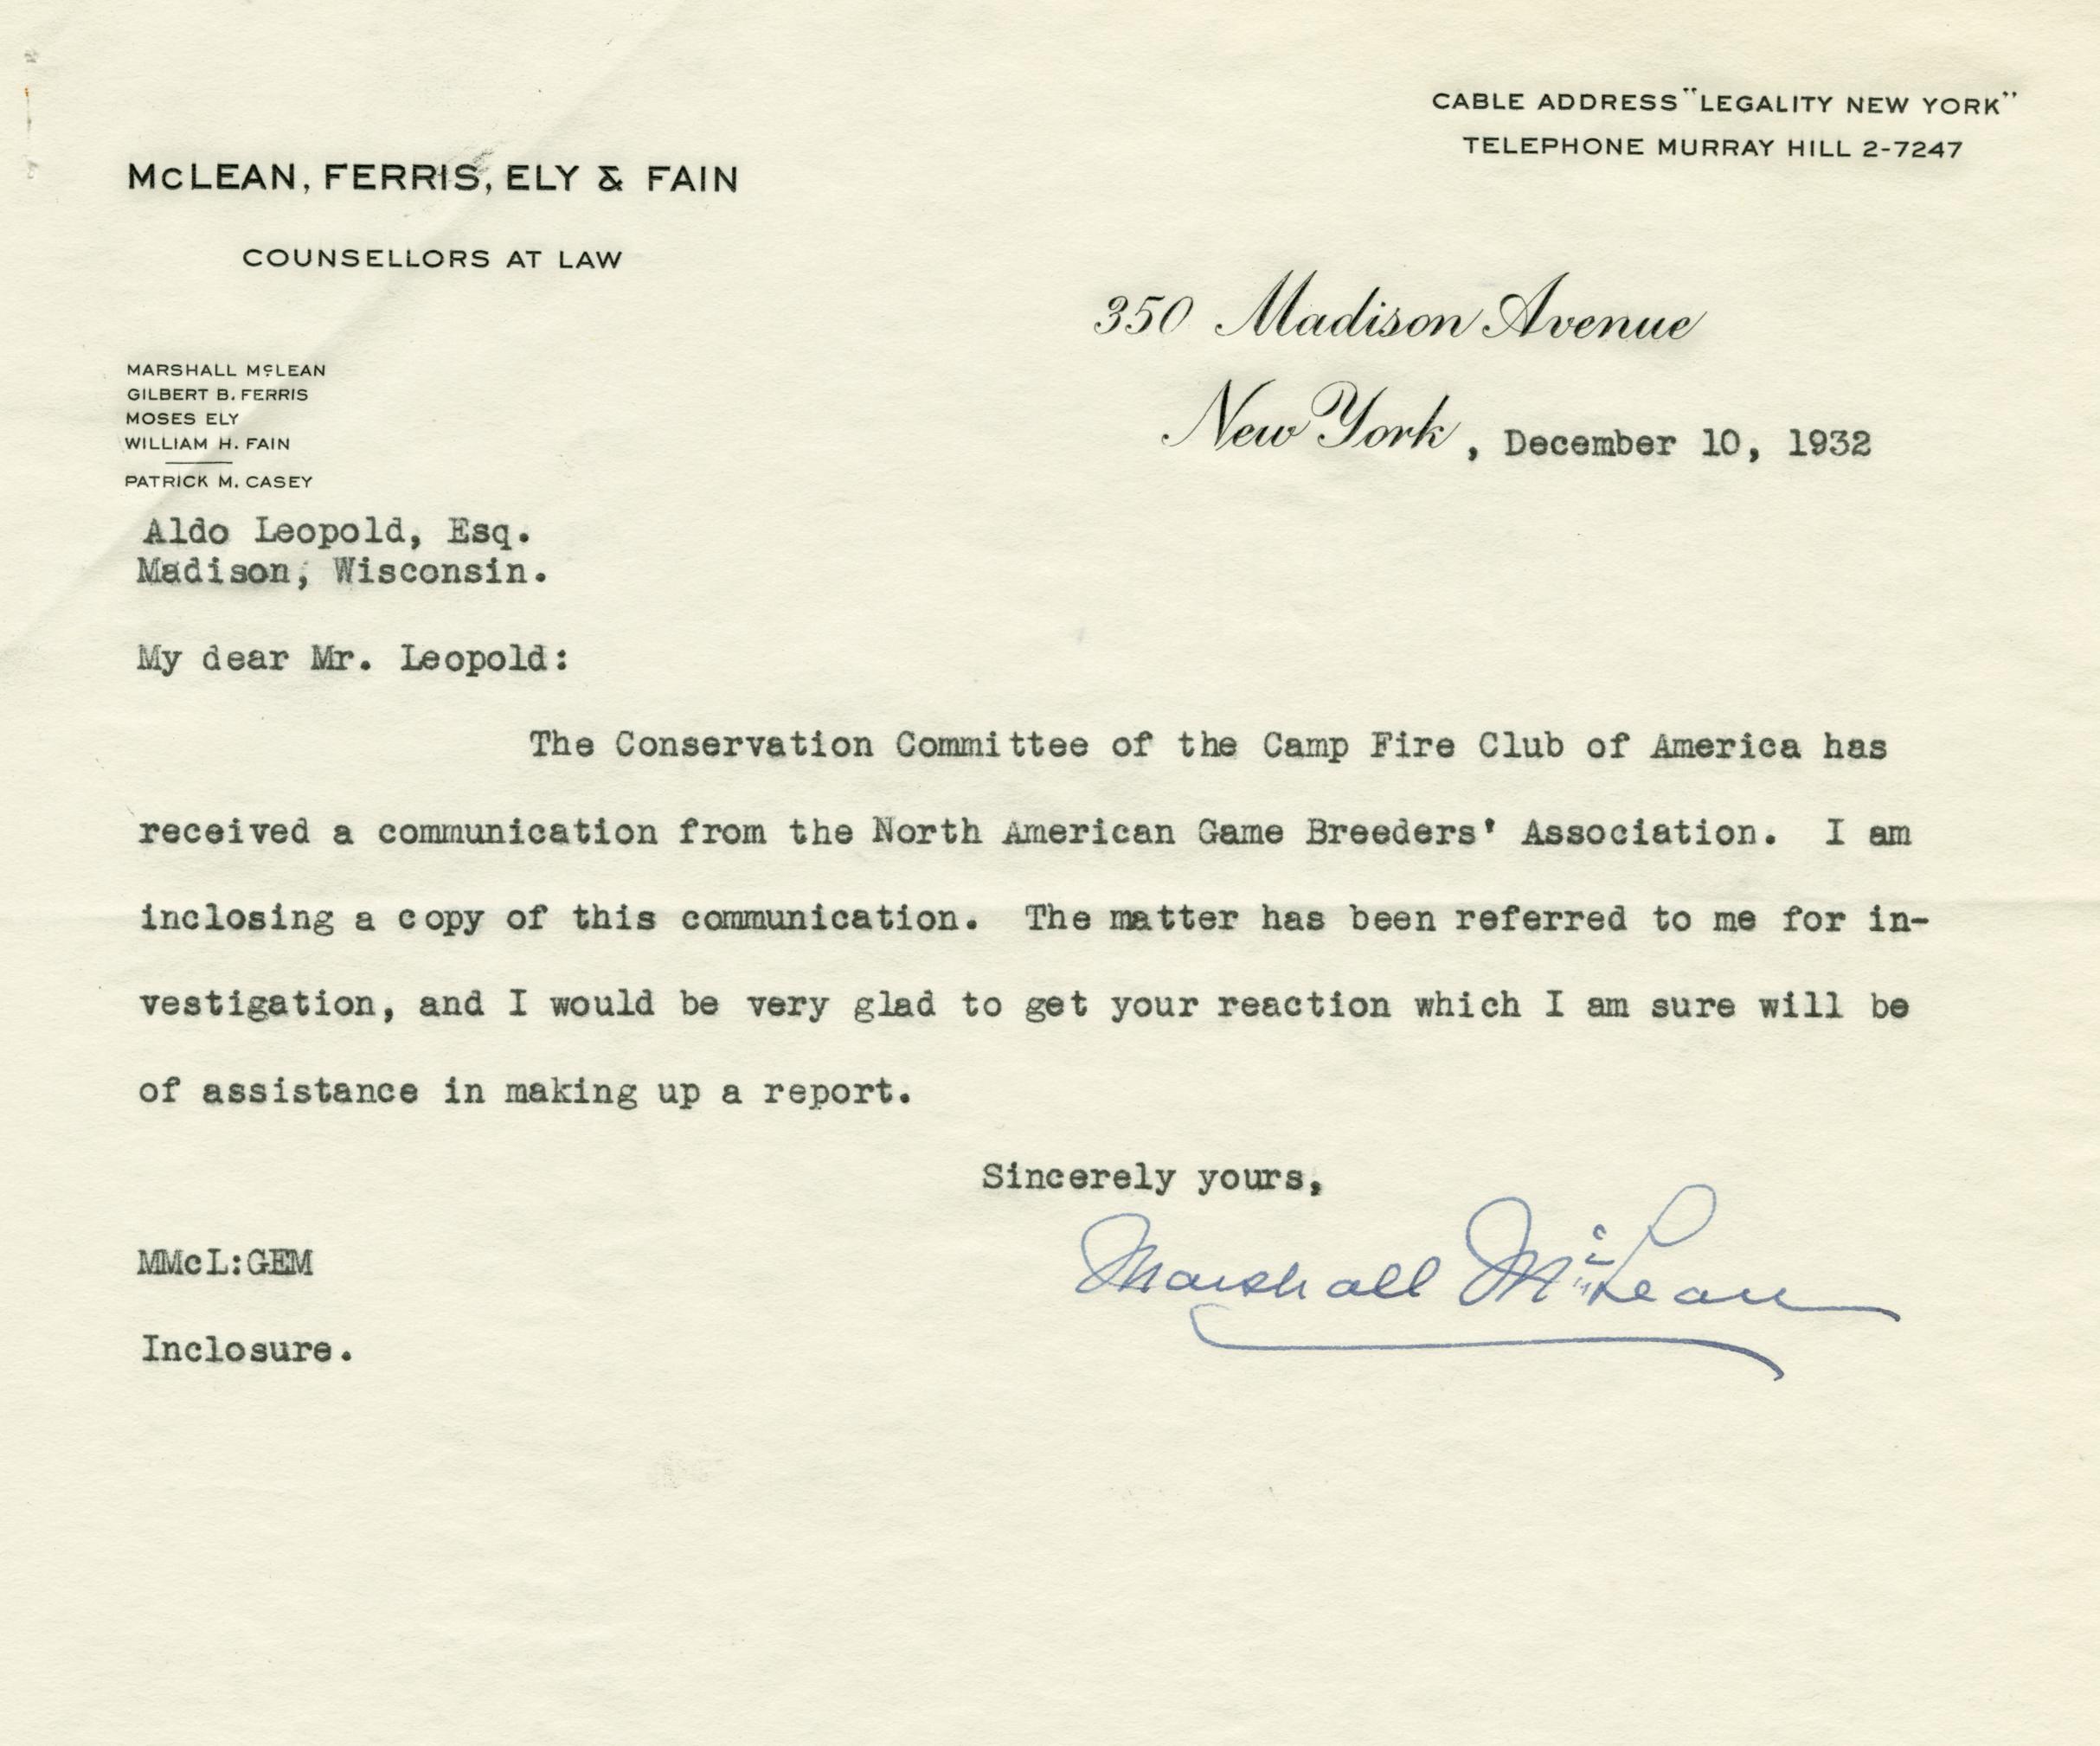 CABLE ADDRESS "LEGALITY NEW YORK"
TELEPHONE MURRAY HILL 2-7247
McLEAN, FERRIS, ELY & FAIN
COUNSELLORS AT LAW
350 Madison Avenue
New York, December 10, 1932
MARSHALL McLEAN
GILBERT B. FERRIS
MOSES ELY
WILLIAM H. FAIN
PATRICK M. CASEY
Aldo Leopold, Esq.
Madison, Wisconsin.
My dear Mr. Leopold:
The Conservation Committee of the Camp Fire Club of America has
received a communication from the North American Game Breeders' Association. I am
inclosing a copy of this communication. The matter has been referred to me for in-
vestigation, and I would be very glad to get your reaction which I am sure will be
of assistance in making up a report.
Sincerely yours,
Marshall McLean
MMcL:GEM
Inclosure.